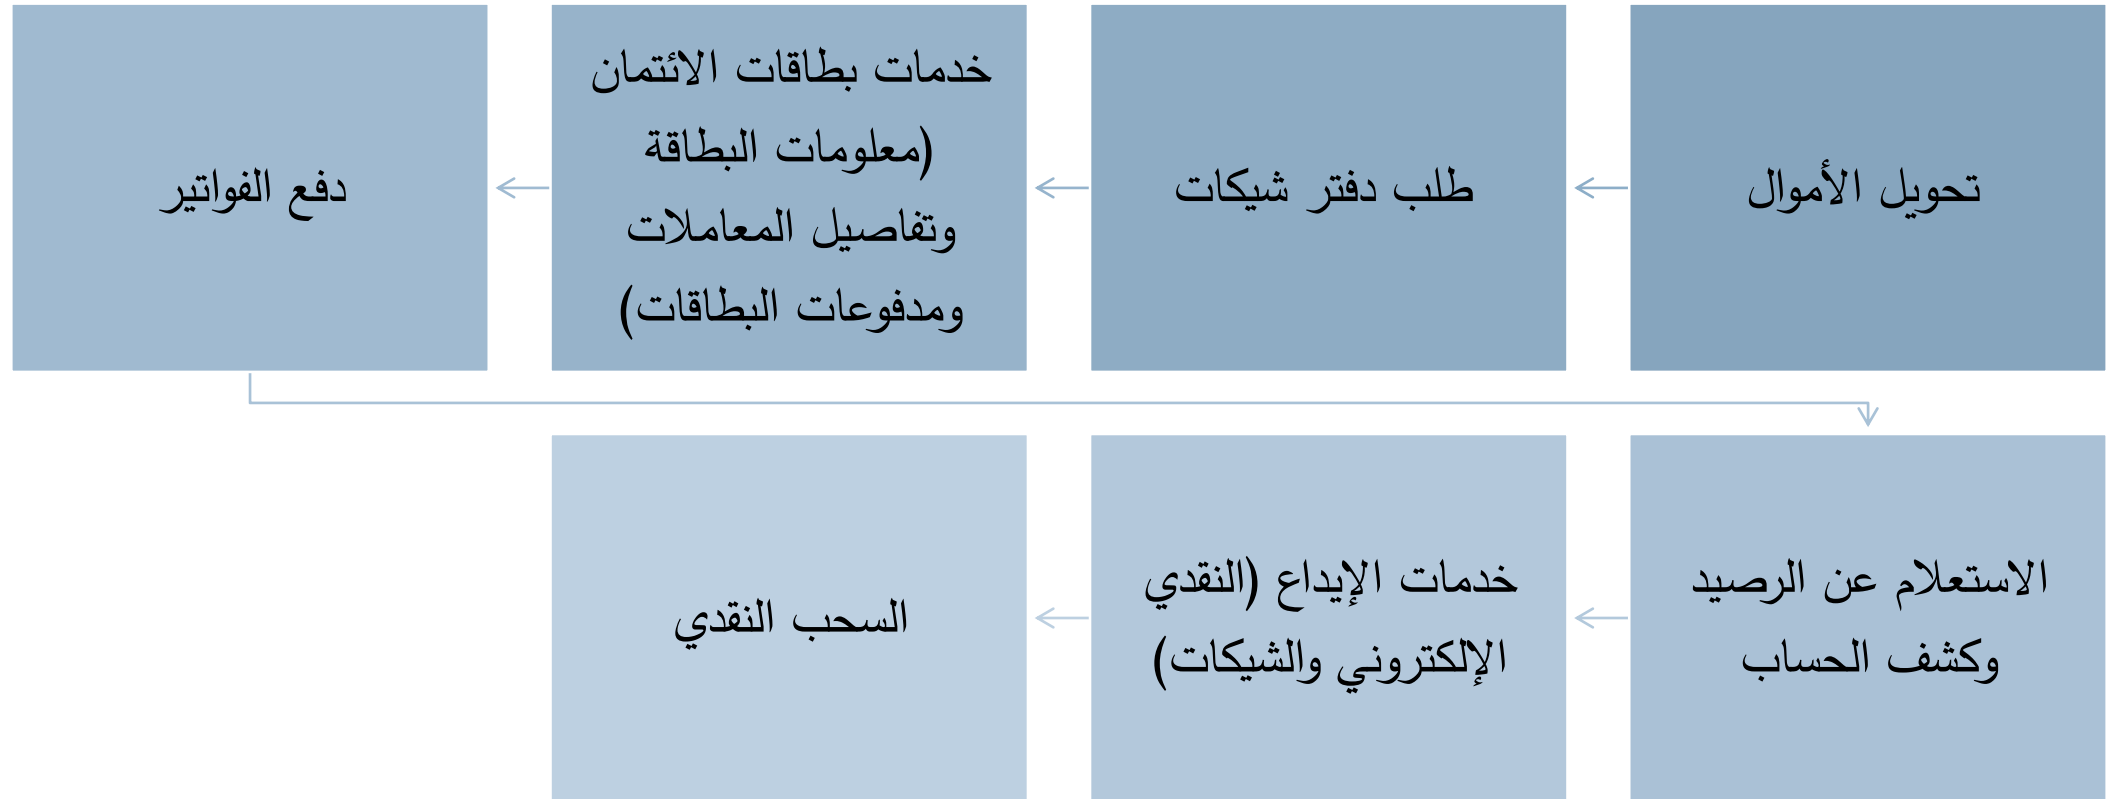 تحويل الأموال
طلب دفتر شيكات
خدمات بطاقات الائتمان
(معلومات البطاقة
وتفاصيل المعاملات
ومدفوعات البطاقات)
دفع الفواتير
الاستعلام عن الرصيد
وكشف الحساب
خدمات الإيداع (النقدي
الإلكتروني والشيكات)
السحب النقدي